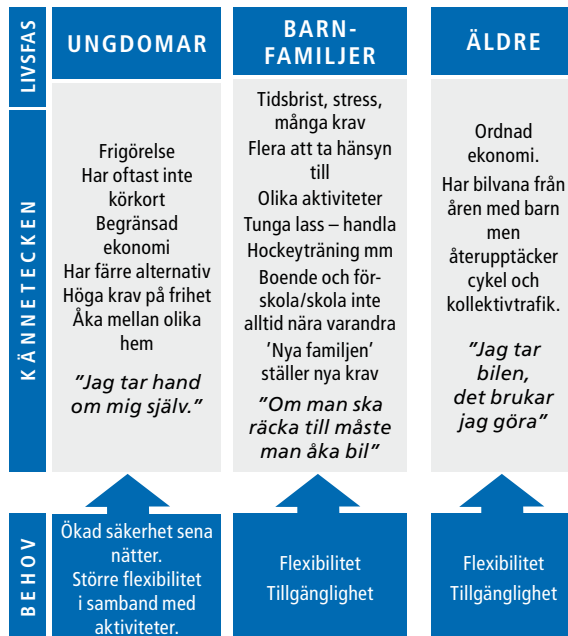 LIVSFAS
UNGDOMAR
BARN-
FAMILJER
ÄLDRE
KÄNNETECKEN
Frigörelse
Har oftast inte
körkort
Begränsad
ekonomi
Har färre alternativ
Höga krav på frihet
Åka mellan olika
hem
”Jag tar hand
om mig själv.”
Tidsbrist, stress,
många krav
Flera att ta hänsyn
till
Olika aktiviteter
Tunga lass – handla
Hockeyträning mm
Boende och för-
skola/skola inte
alltid nära varandra
’Nya familjen’
ställer nya krav
”Om man ska
räcka till måste
man åka bil”
Ordnad
ekonomi.
Har bilvana från
åren med barn
men
återupptäcker
cykel och
kollektivtrafik.
”Jag tar
bilen,
det brukar
jag göra”
BEHOV
Ökad säkerhet sena
nätter.
Större flexibilitet
i samband med
aktiviteter.
Flexibilitet
Tillgänglighet
Flexibilitet
Tillgänglighet